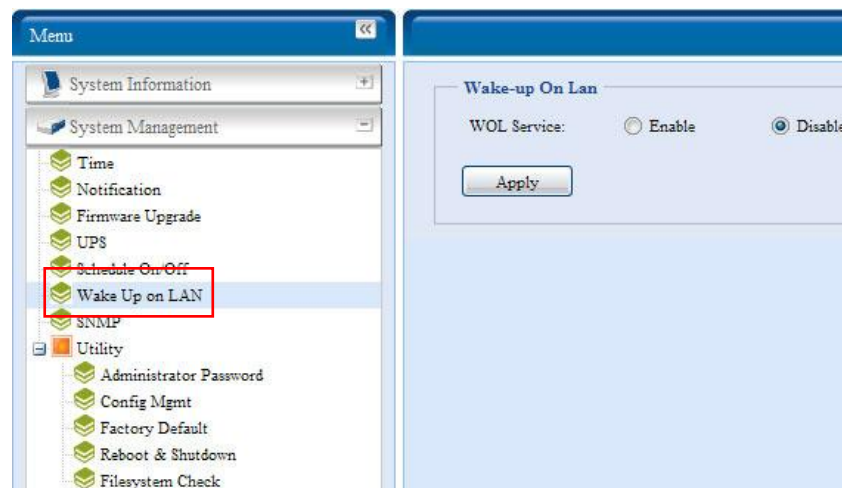 Menu
System Information
System Management
Time
Notification
Firmware Upgrade
UPS
Schedule On/Off
Wake Up on LAN
SNMP
Utility
Administrator Password
Config Mgmt
Factory Default
Reboot & Shutdown
Filesystem Check
Wake-up On Lan
WOL Service: Enable Disable
Apply